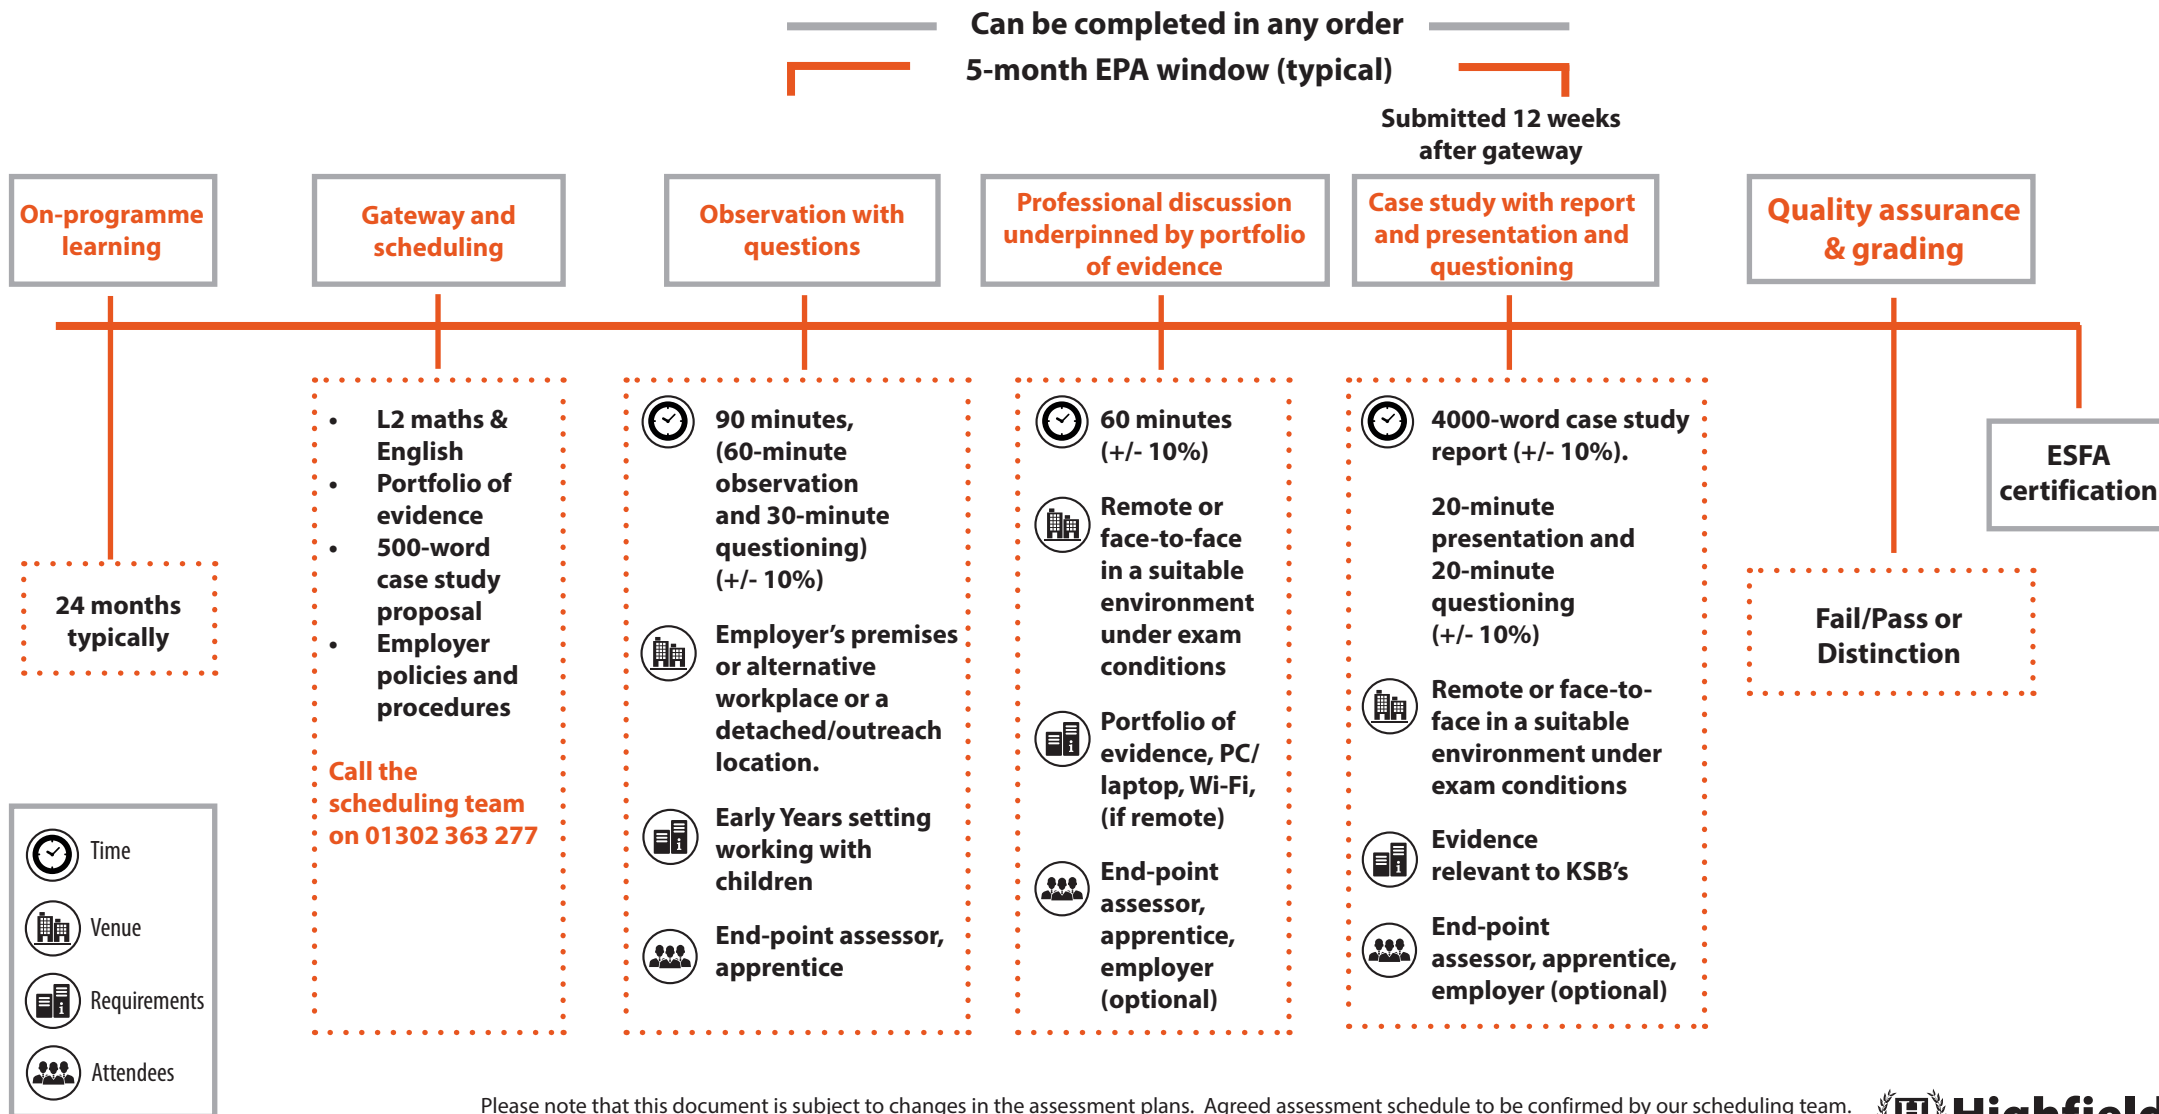 Can be completed in any order
5-month EPA window (typical)
Submitted 12 weeks
after gateway
On-programme
learning
Gateway and
scheduling
Observation with
questions
Professional discussion
underpinned by portfolio
of evidence
Case study with report
and presentation and
questioning
Quality assurance
& grading
24 months
typically
• L2 maths &
English
• Portfolio of
evidence
• 500-word
case study
proposal
• Employer
policies and
procedures
Call the
scheduling team
on 01302 363 277
90 minutes,
(60-minute
observation
and 30-minute
questioning)
(+/- 10%)
Employer’s premises
or alternative
workplace or a
detached/outreach
location.
Early Years setting
working with
children
End-point assessor,
apprentice
60 minutes
(+/- 10%)
Remote or
face-to-face
in a suitable
environment
under exam
conditions
Portfolio of
evidence, PC/
laptop, Wi-Fi,
(if remote)
End-point
assessor,
apprentice,
employer
(optional)
4000-word case study
report (+/- 10%).
20-minute
presentation and
20-minute
questioning
(+/- 10%)
Remote or face-to-
face in a suitable
environment under
exam conditions
Evidence
relevant to KSB’s
End-point
assessor, apprentice,
employer (optional)
Fail/Pass or
Distinction
ESFA
certification
Time
Venue
Requirements
Attendees
Please note that this document is subject to changes in the assessment plans. Agreed assessment schedule to be confirmed by our scheduling team.
H Highfield